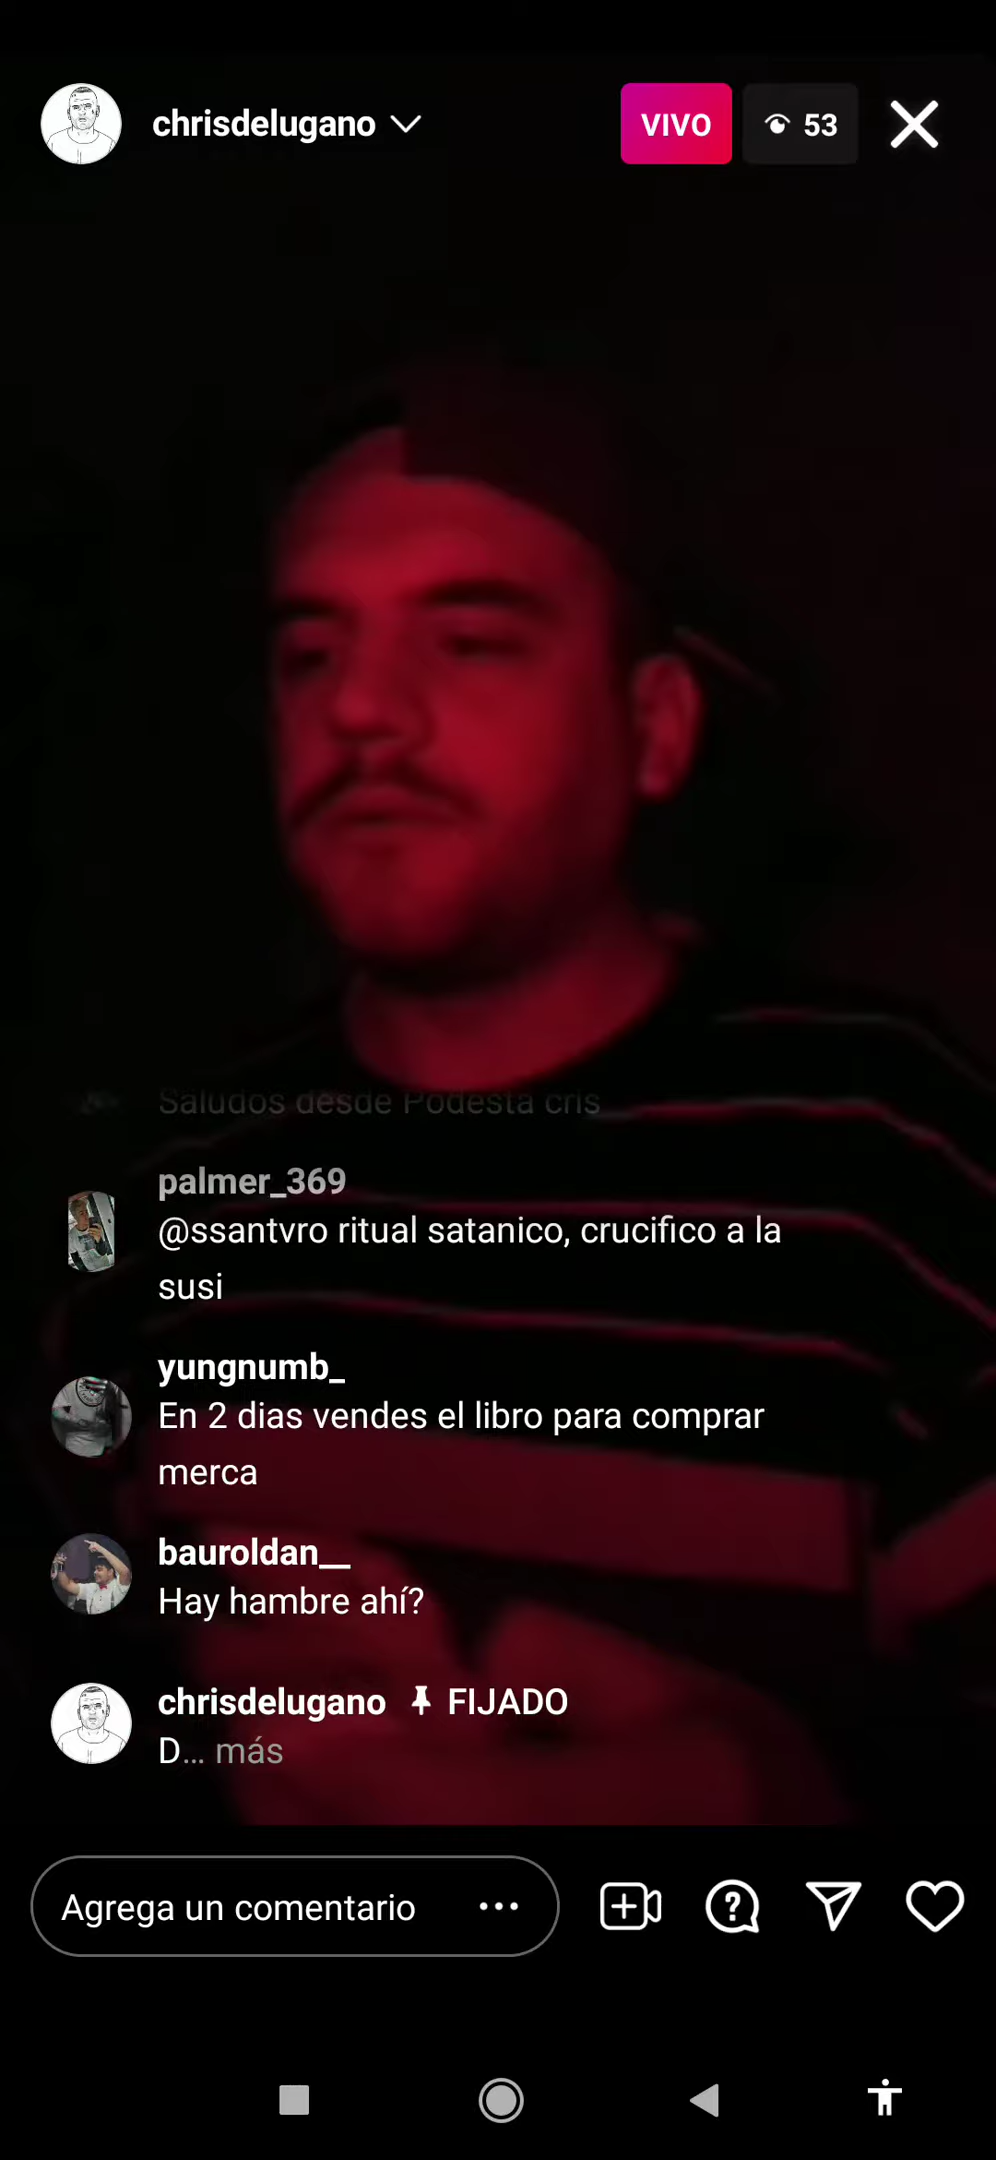 chrisdelugano
VIVO
53
Saludos desde Podesta cris
palmer_369
@ssantvro ritual satanico, crucifico a la
susi
yungnumb_
En 2 dias vendes el libro para comprar
merca
bauroldan__
Hay hambre ahí?
chrisdelugano FIJADO
D... más
Agrega un comentario